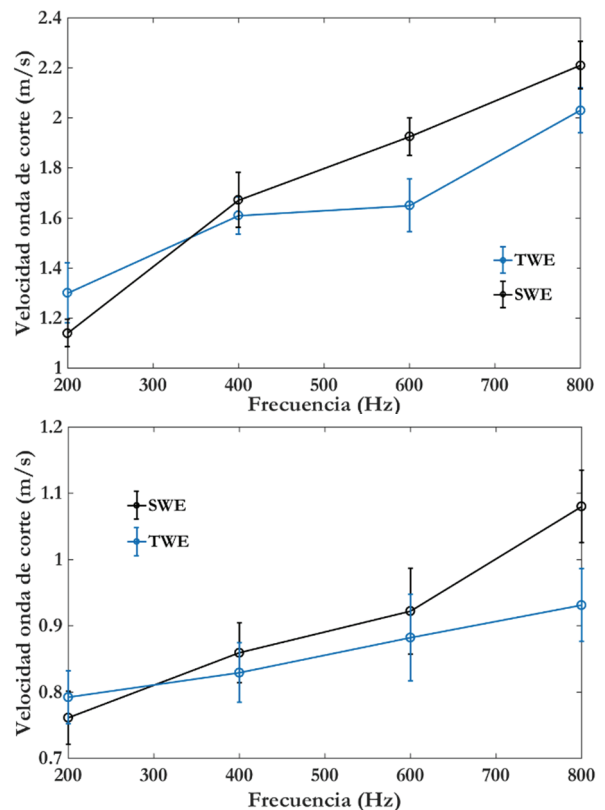 Velocidad onda de corte (m/s)
2.4
2.2
2
1.8
1.6
1.4
1.2
1
TWE
SWE
200 300 400 500 600 700 800
Frecuencia (Hz)
Velocidad onda de corte (m/s)
1.2
1.1
1
0.9
0.8
0.7
SWE
TWE
200 300 400 500 600 700 800
Frecuencia (Hz)